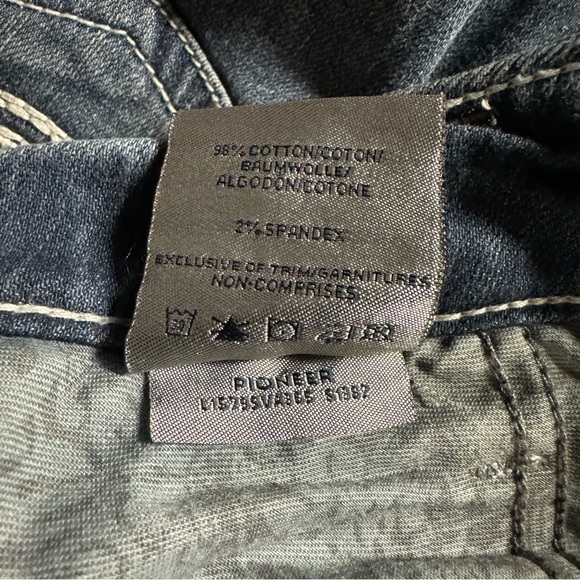 98% COTTON/COTON/
BAUMWOLLE/
ALGODON/COTONE
2% SPANDEX
EXCLUSIVE OF TRIM/GARNITURES
NON-COMPRISES
PIONEER